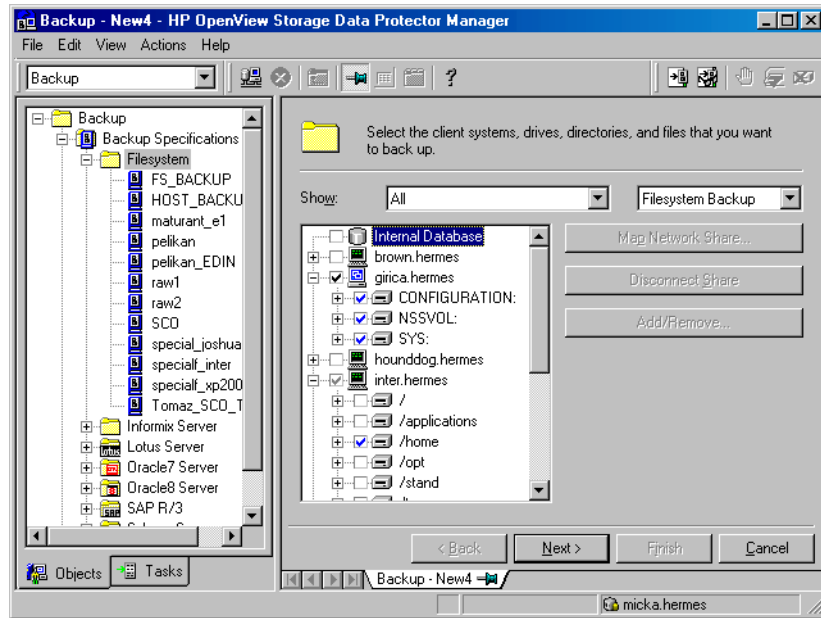 Backup - New4 - HP OpenView Storage Data Protector Manager
File Edit View Actions Help
Backup
Backup
Backup Specifications
Filesystem
FS_BACKUP
HOST_BACKU
maturant_e1
pelikan
pelikan_EDIN
raw1
raw2
SCO
special_joshua
specialf_inter
specialf_xp200
Tomaz_SCO_T
Informix Server
Lotus Server
Oracle7 Server
Oracle8 Server
SAP R/3
Objects
Tasks
Select the client systems, drives, directories, and files that you want
to back up.
Show:
All
Filesystem Backup
Internal Database
brown.hermes
girica.hermes
CONFIGURATION:
NSSVOL:
SYS:
hounddog.hermes
inter.hermes
/
/applications
/home
/opt
/stand
Map Network Share...
Disconnect Share
Add/Remove...
< Back
Next >
Finish
Cancel
Backup - New4
micka.hermes